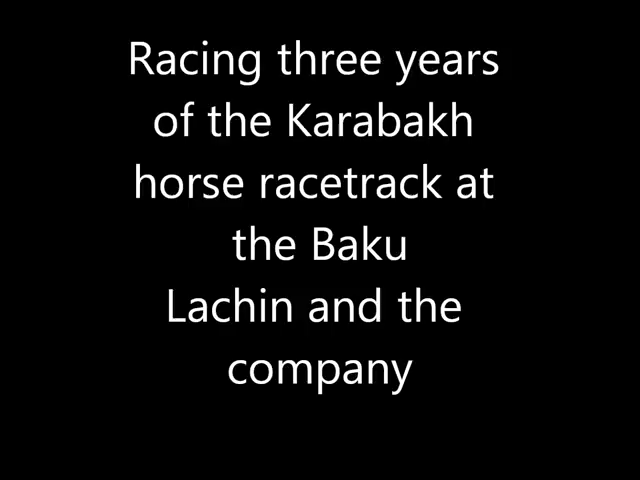 Racing three years
of the Karabakh
horse racetrack at
the Baku
Lachin and the
company